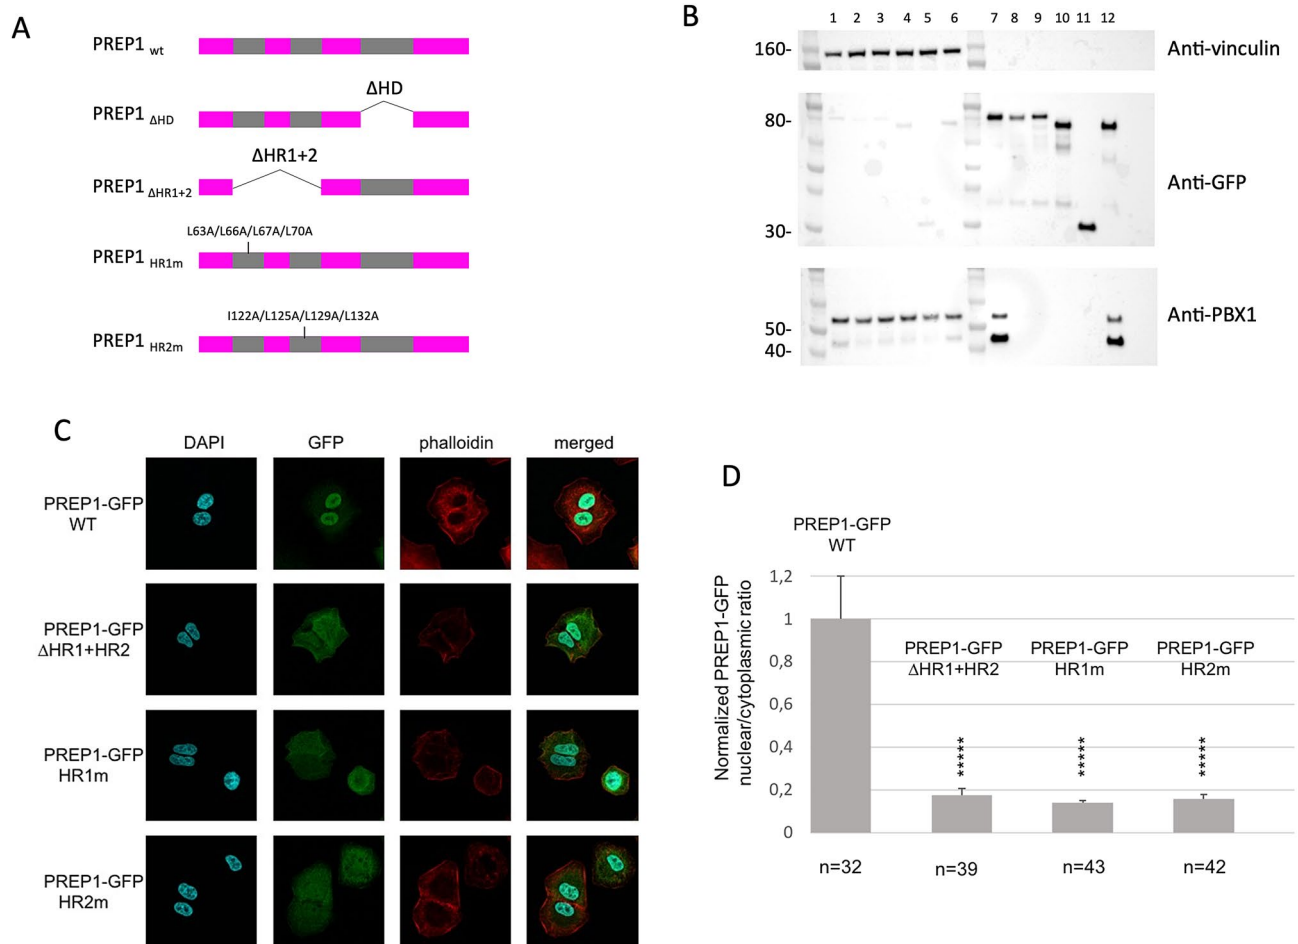 A
PREP1 wt
ΔHD
PREP1 ΔHD
ΔHR1+2
PREP1 ΔHR1+2
L63A/L66A/L67A/L70A
PREP1 HR1m
I122A/L125A/L129A/L132A
PREP1 HR2m
B
1 2 3 4 5 6 7 8 9 10 11 12
160-
Anti-vinculin
80-
Anti-GFP
30-
Anti-PBX1
50-
40-
C
DAPI GFP phalloidin merged
PREP1-GFP
WT
PREP1-GFP
ΔHR1+HR2
PREP1-GFP
HR1m
PREP1-GFP
HR2m
D
PREP1-GFP
WT
Normalized PREP1-GFP
nuclear/cytoplasmic ratio
1,2
1
0,8
0,6
0,4
0,2
0
PREP1-GFP
ΔHR1+HR2
PREP1-GFP
HR1m
PREP1-GFP
HR2m
*****
*****
*****
n=32
n=39
n=43
n=42